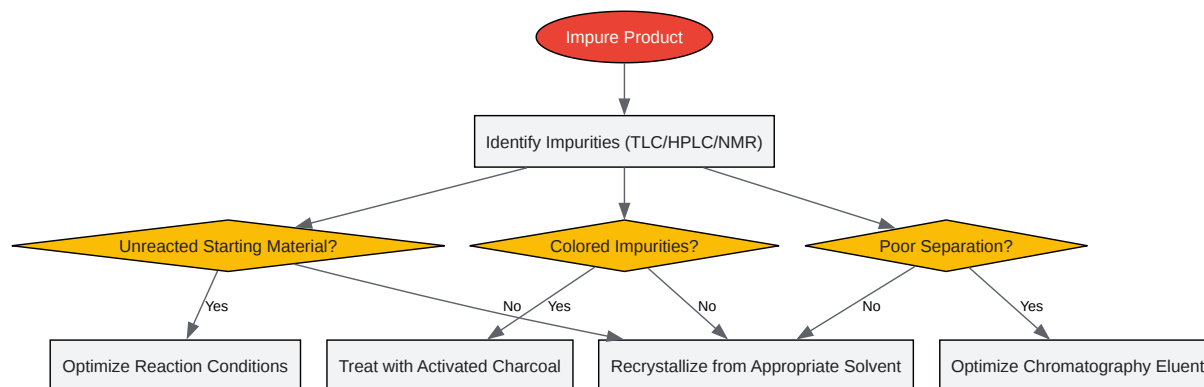 Impure Product
Identify Impurities (TLC/HPLC/NMR)
Unreacted Starting Material?
Colored Impurities?
Poor Separation?
Yes
No
Yes
No
No
Yes
Optimize Reaction Conditions
Treat with Activated Charcoal
Recrystallize from Appropriate Solvent
Optimize Chromatography Eluent